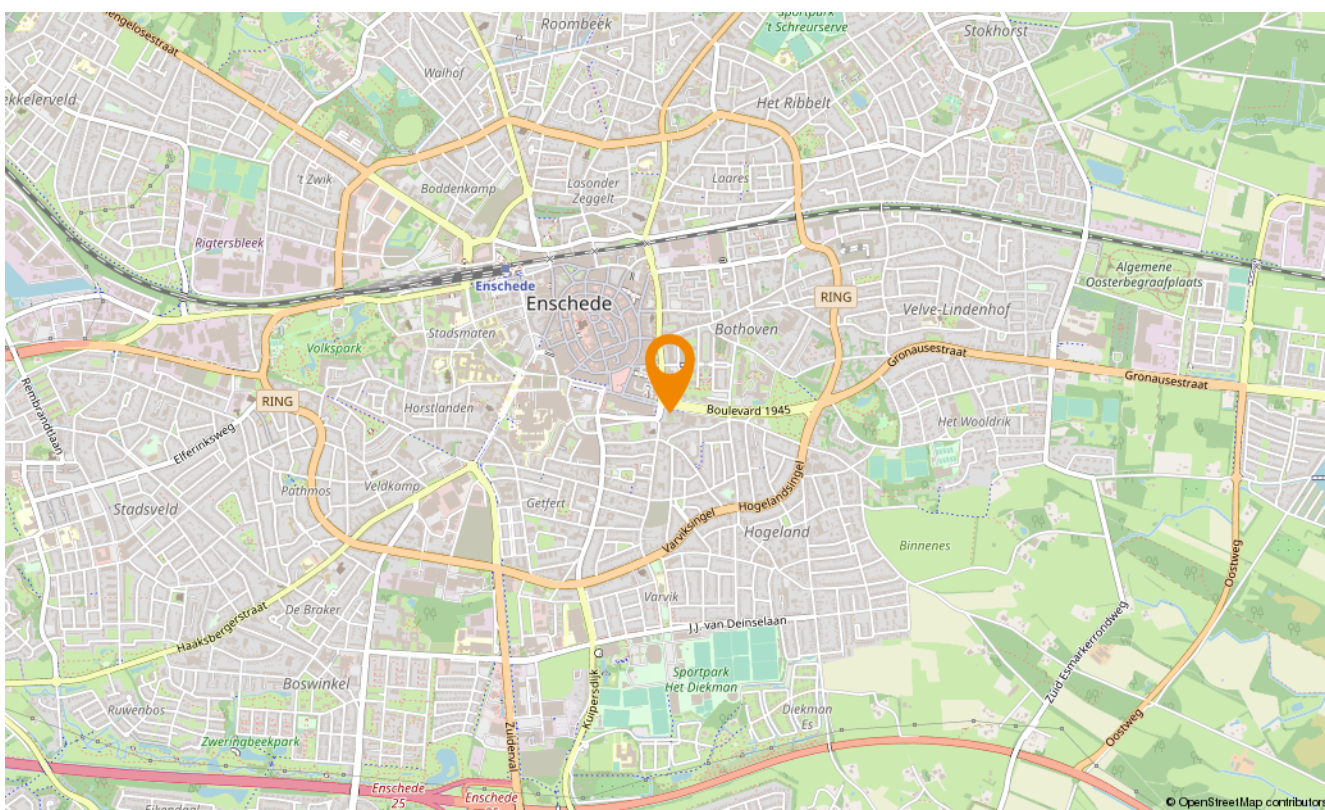 Roombeek
Sportpark
't Schreurserve
Stokhorst
engelosestraat
Walhof
ekkelerveld
Het Ribbelt
't Zwik
Boddenkamp
Lasonder
Zeggelt
Laares
Rigtersbleek
Algemene
Oosterbegraafplaats
Enschede
Enschede
RING
Velve-Lindenhof
Bothoven
Stadsmaten
Volkspark
Gronausestraat
Gronausestraat
Rembrandtlaan
RING
Horstlanden
Boulevard 1945
Het Wooldrik
Elferinksweg
Pathmos
Veldkamp
Getfert
Hogelandsingel
Stadsveld
Varviksingel
Hogeland
Binnenes
Oostweg
De Braker
Varvik
Haaksbergerstraat
J.J. van Deinselaan
Zuid Esmarkerrondweg
Boswinkel
Sportpark
Het Diekman
Kuipersdijk
Ruwenbos
Diekman
Es
Zweringbeekpark
Zuiderval
Oostweg
Enschede
25
Enschede
Eikendaal
© OpenStreetMap contributors